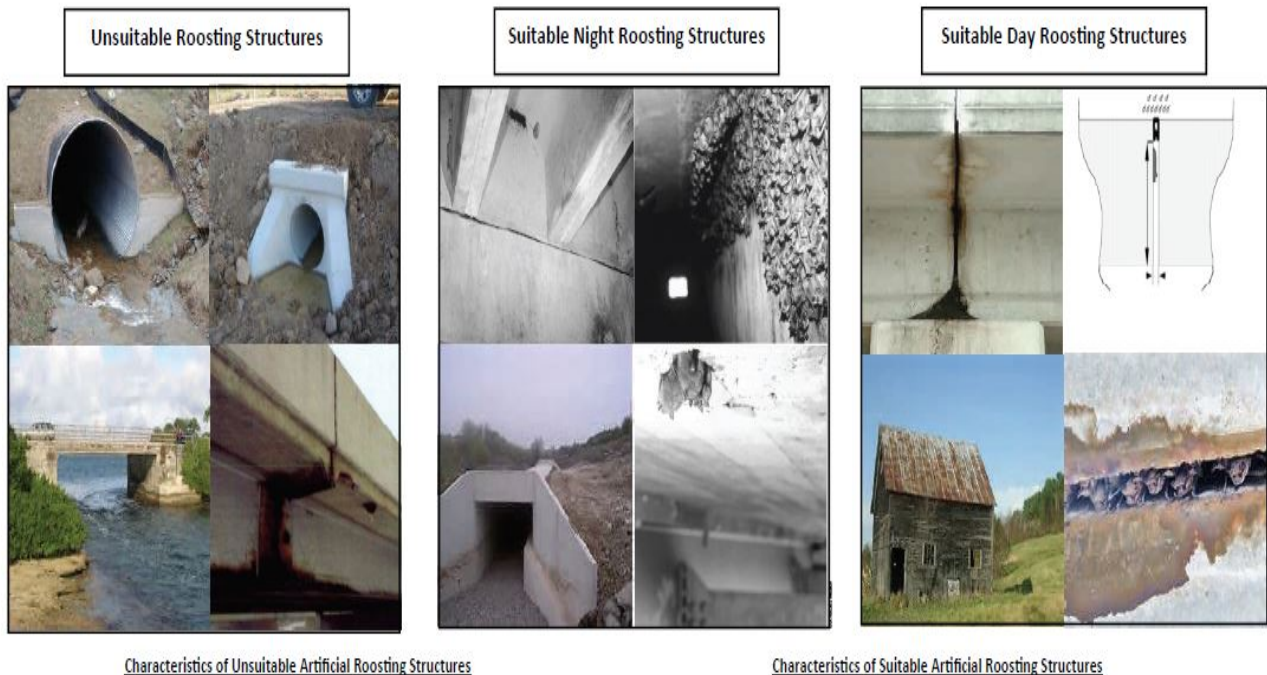 Unsuitable Roosting Structures
Suitable Night Roosting Structures
Suitable Day Roosting Structures
Characteristics of Unsuitable Artificial Roosting Structures
Characteristics of Suitable Artificial Roosting Structures